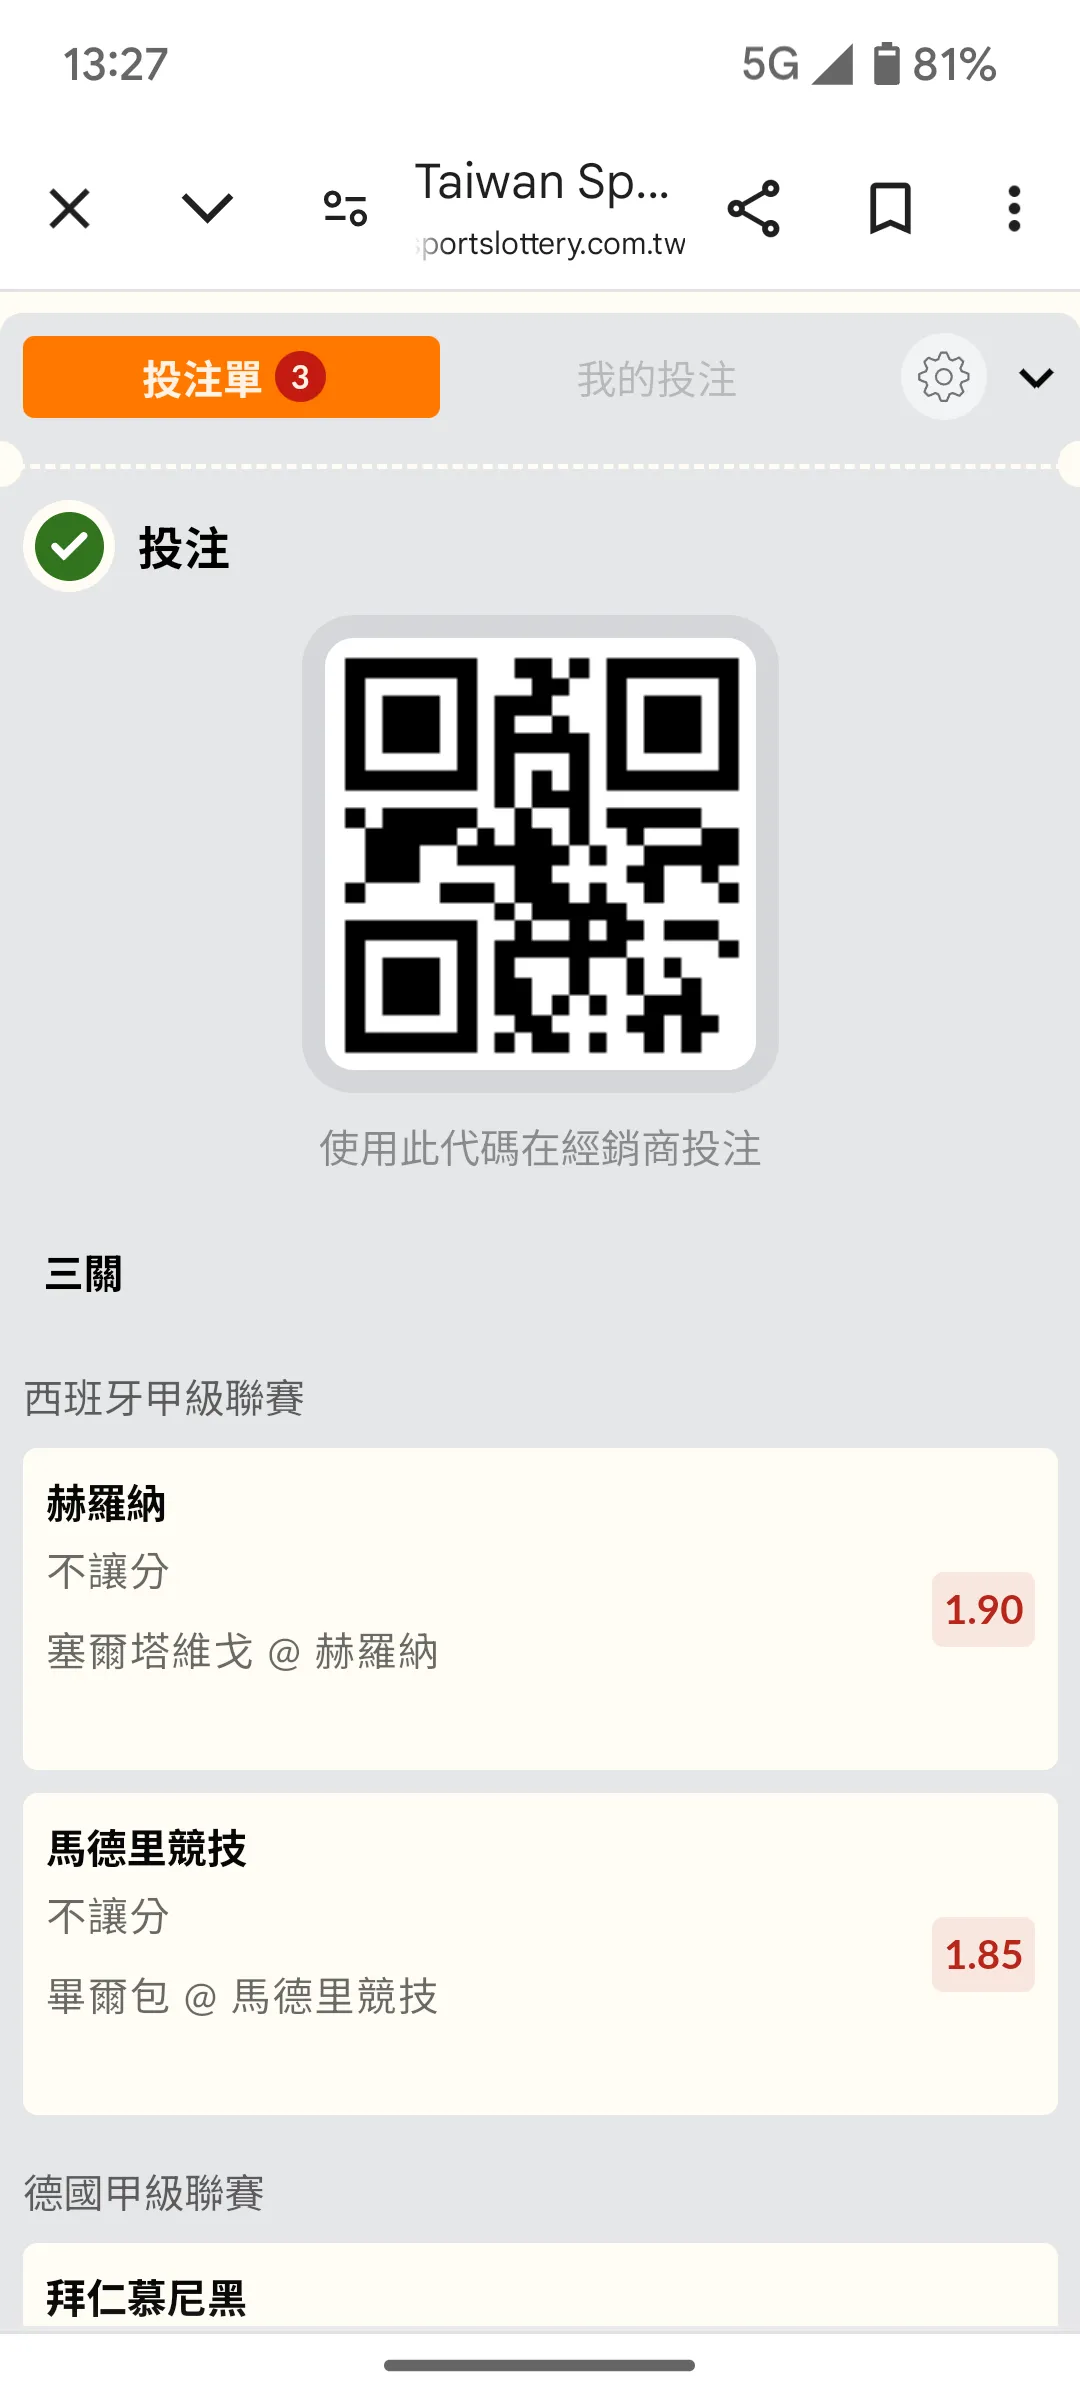 13:27
5G 81%
Taiwan Sp...
sportslottery.com.tw
投注單 3
我的投注
投注
使用此代碼在經銷商投注
三關
西班牙甲級聯賽
赫羅納
不讓分
1.90
塞爾塔維戈 @ 赫羅納
馬德里競技
不讓分
1.85
畢爾包 @ 馬德里競技
德國甲級聯賽
拜仁慕尼黑